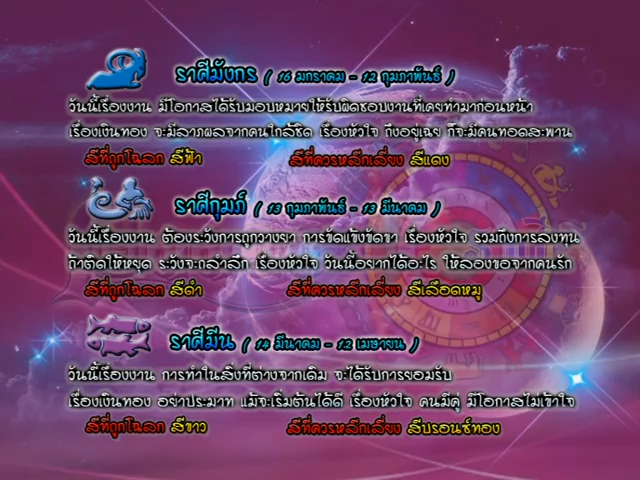 ราศีมังกร ( 16 มกราคม - 12 กุมภาพันธ์ )
วันนี้เรื่องงาน มีโอกาสได้รับมอบหมายให้รับผิดชอบงานที่เคยทำมาก่อนหน้า
เรื่องเงินทอง จะมีลาภผลจากคนใกล้ชิด เรื่องหัวใจ ถึงอยู่เฉย ก็จะมีคนทอดสะพาน
สีที่ถูกโฉลก สีฟ้า สีที่ควรหลีกเลี่ยง สีแดง
ราศีกุมภ์ ( 13 กุมภาพันธ์ - 13 มีนาคม )
วันนี้เรื่องงาน ต้องระวังการถูกวางยา การขัดแข้งขัดขา เรื่องหัวใจ รวมถึงการลงทุน
ถ้าติดให้หยุด ระวังจะถลำลึก เรื่องหัวใจ วันนี้อยากได้อะไร ให้ลองขอจากคนรัก
สีที่ถูกโฉลก สีดำ สีที่ควรหลีกเลี่ยง สีเลือดหมู
ราศีมีน ( 14 มีนาคม - 12 เมษายน )
วันนี้เรื่องงาน การทำในสิ่งที่ต่างจากเดิม จะได้รับการยอมรับ
เรื่องเงินทอง อย่าประมาท แม้จะเริ่มต้นได้ดี เรื่องหัวใจ คนมีคู่ มีโอกาสไม่เข้าใจ
สีที่ถูกโฉลก สีขาว สีที่ควรหลีกเลี่ยง สีบรอนซ์ทอง